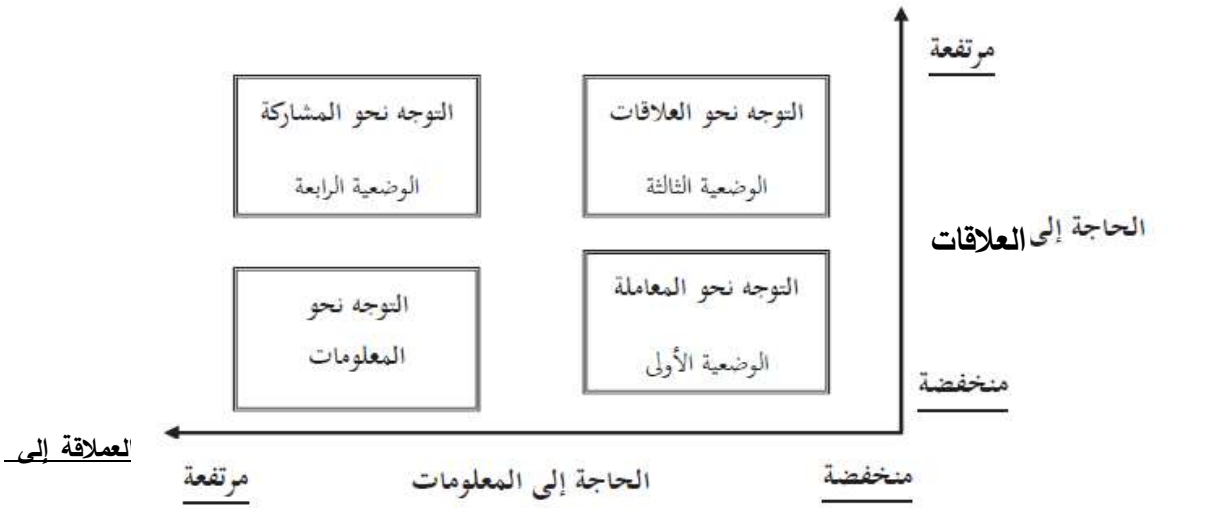 مرتفعة
التوجه نحو العلاقات
الوضعية الثالثة
التوجه نحو المشاركة
الوضعية الرابعة
الحاجة إلى العلاقات
التوجه نحو المعاملة
الوضعية الأولى
التوجه نحو
المعلومات
منخفضة
لعملاقة إلى
منخفضة
الحاجة إلى المعلومات
مرتفعة